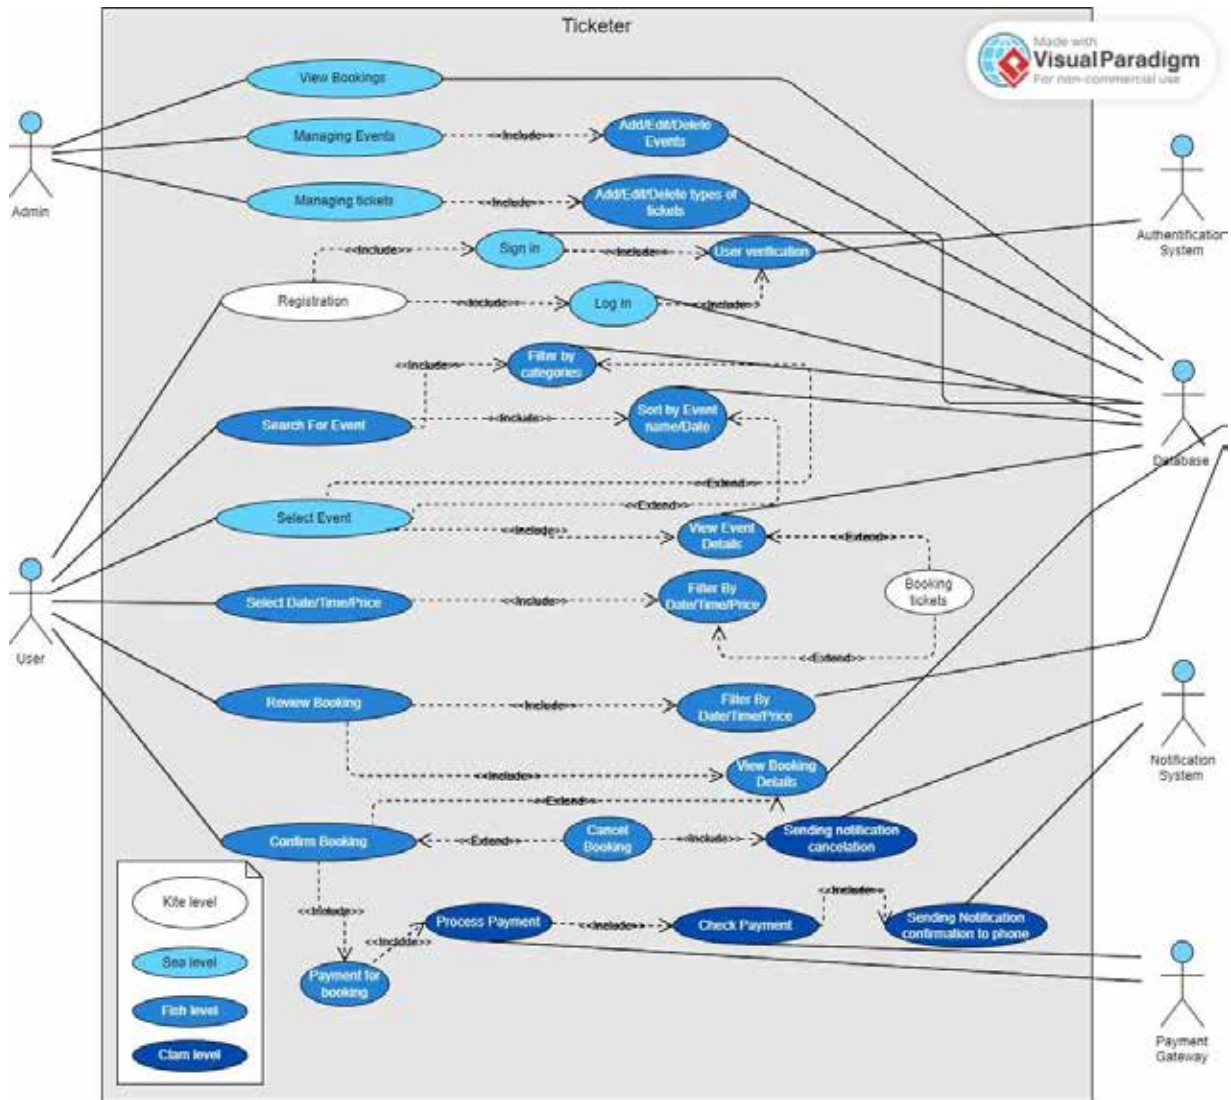 Ticketer
Made with
VisualParadigm
For non-commercial use
View Bookings
Managing Events
<<Include>>
Add/Edit/Delete
Events
Admin
Managing tickets
<<Include>>
Add/Edit/Delete types of
tickets
Authentification
System
<<Include>>
Sign in
<<Include>>
User verification
Registration
<<Include>>
Log In
<<Include>>
<<Include>>
Filter by
categories
Search For Event
<<Include>>
Sort by Event
name/Date
Database
<<Extend>>
<<Extend>>
Select Event
<<Include>>
View Event
Details
<<Extend>>
Booking
tickets
Select Date/Time/Price
<<Include>>
Filter By
Date/Time/Price
<<Extend>>
User
Review Booking
<<Include>>
Filter By
Date/Time/Price
Notification
System
<<Include>>
View Booking
Details
<<Extend>>
Confirm Booking
<<Extend>>
Cancel
Booking
<<Include>>
Sending notification
cancelation
<<Include>>
<<Include>>
Process Payment
<<Include>>
Check Payment
<<Include>>
Sending Notification
confirmation to phone
Payment for
booking
Payment
Gateway
Kite level
Sea level
Fish level
Clam level